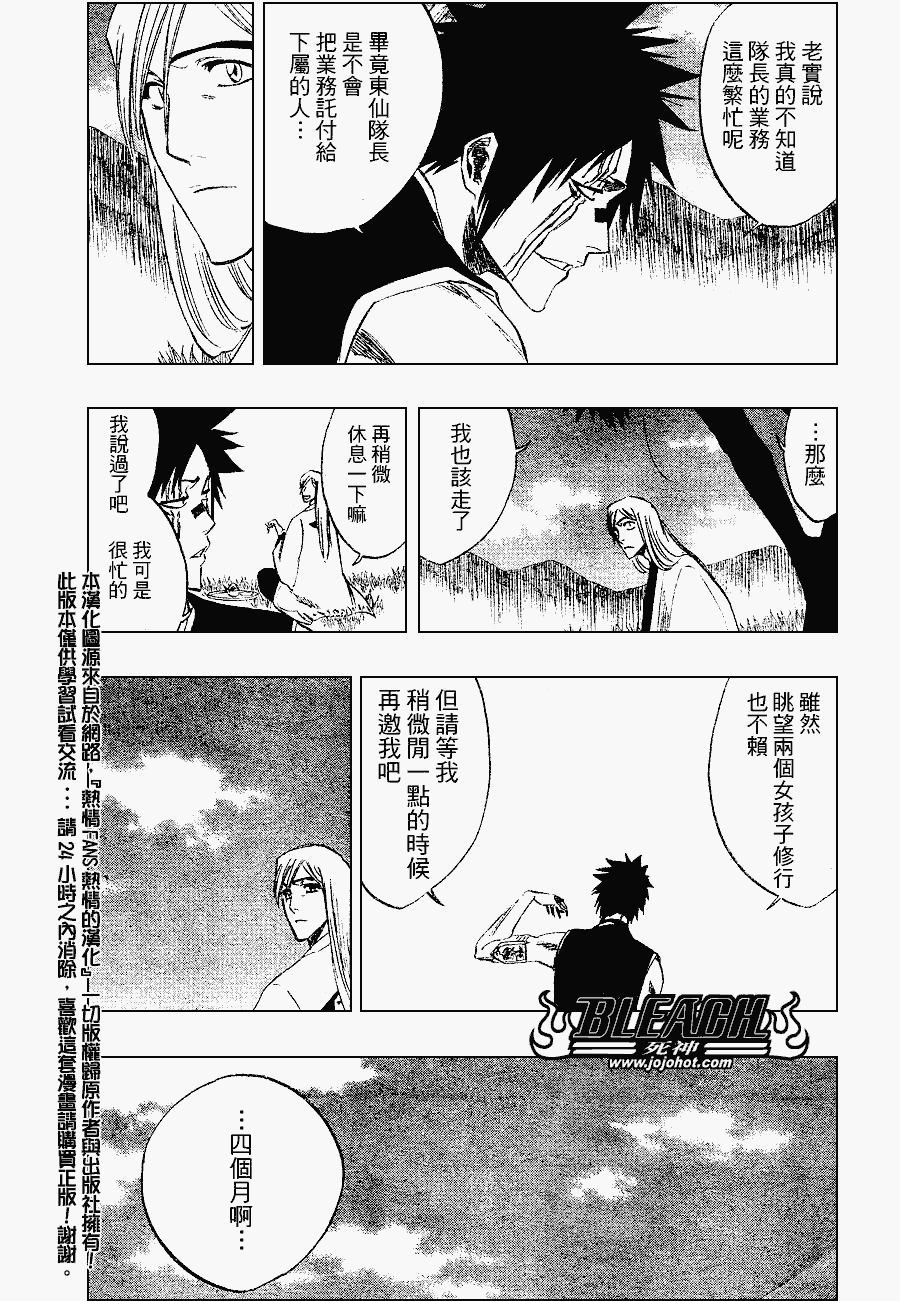 老實說
我真的不知道
隊長的業務
這麼繁忙呢
畢竟東仙隊長
是不會
把業務託付給
下屬的人…
…那麼
我也該走了
再稍微
休息一下嘛
我說過了吧
我可是
很忙的
雖然
眺望兩個女孩子修行
也不賴
但請等我
稍微閒一點的時候
再邀我吧
…四個月啊…
BLEACH
死神
www.jojohot.com
本漢化圖源來自於網路，『熱情FANS熱情的漢化』一切版權歸原作者與出版社擁有！
此版本僅供學習試看交流...請24小時之內消除，喜歡這套漫畫請購買正版！謝謝。